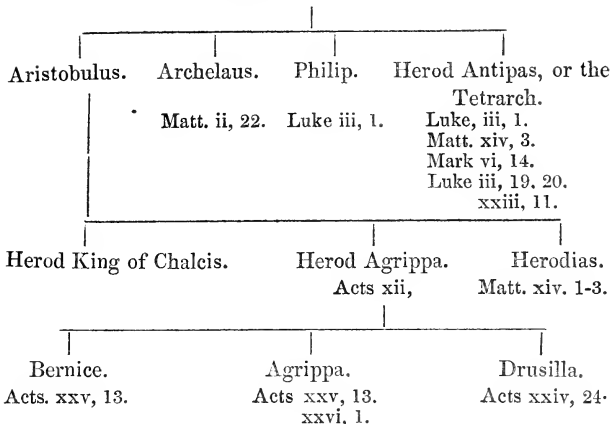 Aristobulus. Archelaus. Philip. Herod Antipas, or the
Tetrarch.
Matt. ii, 22. Luke iii, 1. Luke, iii, 1.
Matt. xiv, 3.
Mark vi, 14.
Luke iii, 19. 20.
xxiii, 11.
Herod King of Chalcis. Herod Agrippa. Herodias.
Acts xii, Matt. xiv. 1-3.
Bernice. Agrippa. Drusilla.
Acts. xxv, 13. Acts xxv, 13. Acts xxiv, 24.
xxvi, 1.